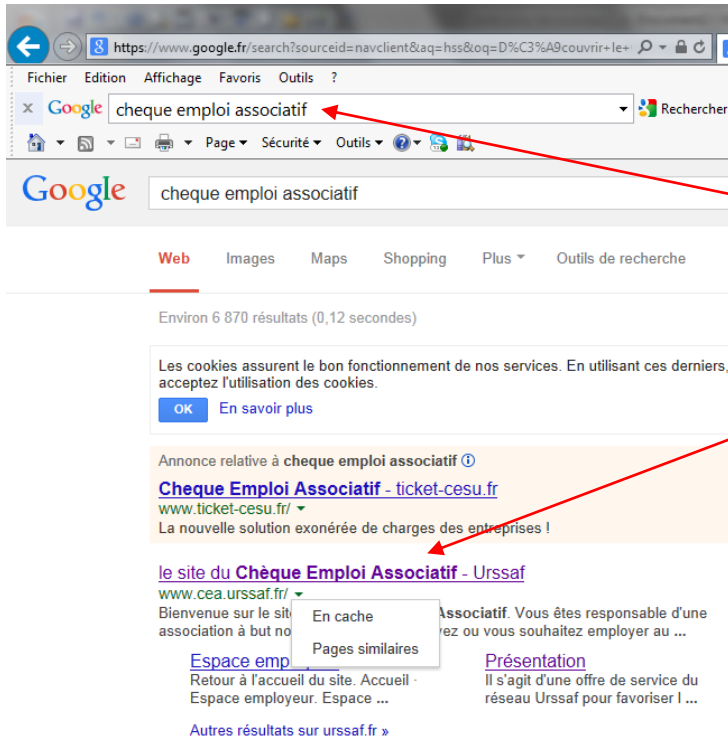 https://www.google.fr/search?sourceid=navclient&aq=hss&oq=D%C3%A9couvrir+le+
Fichier Edition Affichage Favoris Outils ?
x Google cheque emploi associatif Rechercher
Page Sécurité Outils
Google cheque emploi associatif
Web Images Maps Shopping Plus Outils de recherche
Environ 6 870 résultats (0,12 secondes)
Les cookies assurent le bon fonctionnement de nos services. En utilisant ces derniers,
acceptez l'utilisation des cookies.
OK En savoir plus
Annonce relative à cheque emploi associatif
Cheque Emploi Associatif - ticket-cesu.fr
www.ticket-cesu.fr/
La nouvelle solution exonérée de charges des entreprises !
le site du Chèque Emploi Associatif - Urssaf
www.cea.urssaf.fr/
Bienvenue sur le site Associatif. Vous êtes responsable d'une
En cache
association à but no ez ou vous souhaitez employer au ...
Pages similaires
Espace emp Présentation
Retour à l'accueil du site. Accueil · Il s'agit d'une offre de service du
Espace employeur. Espace ... réseau Urssaf pour favoriser l ...
Autres résultats sur urssaf.fr »